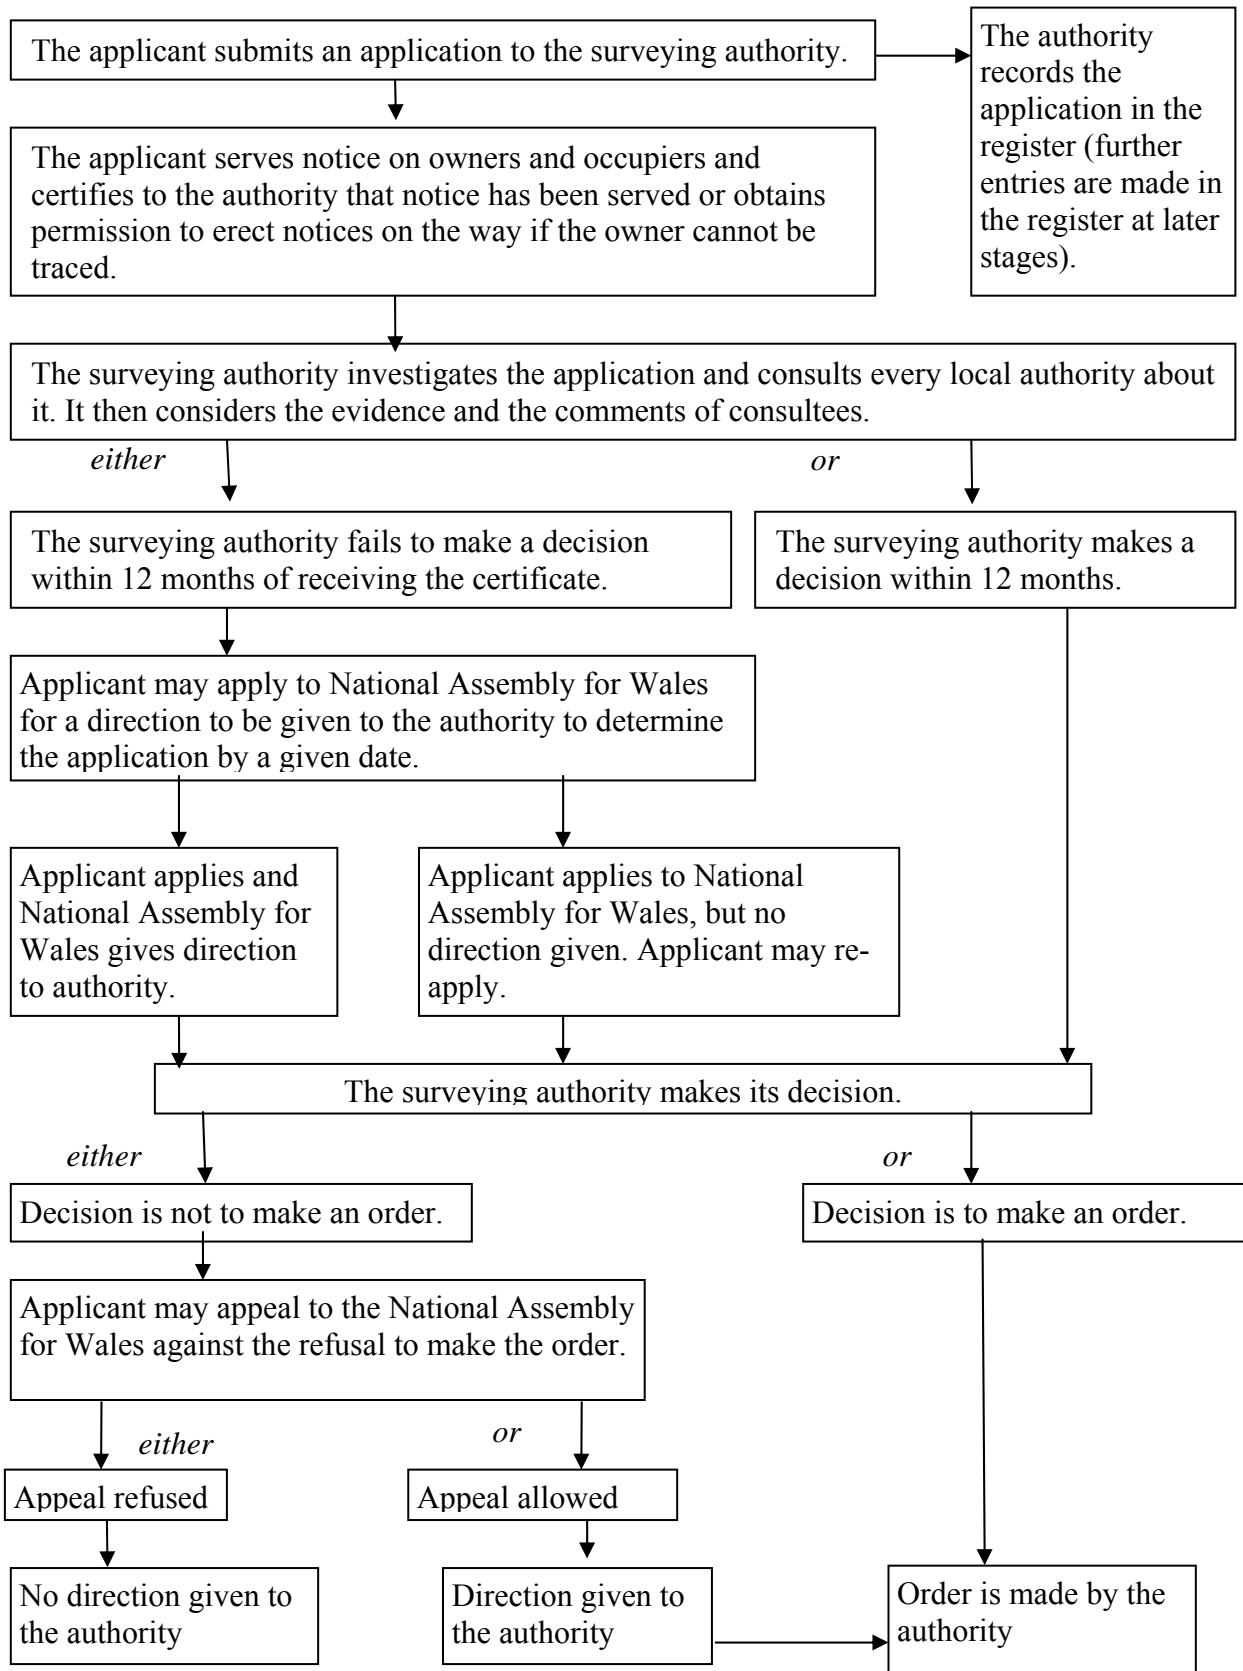 The applicant submits an application to the surveying authority.
The authority
records the
application in the
register (further
entries are made in
the register at later
stages).
The applicant serves notice on owners and occupiers and
certifies to the authority that notice has been served or obtains
permission to erect notices on the way if the owner cannot be
traced.
The surveying authority investigates the application and consults every local authority about
it. It then considers the evidence and the comments of consultees.
either
or
The surveying authority fails to make a decision
within 12 months of receiving the certificate.
The surveying authority makes a
decision within 12 months.
Applicant may apply to National Assembly for Wales
for a direction to be given to the authority to determine
the application by a given date.
Applicant applies and
National Assembly for
Wales gives direction
to authority.
Applicant applies to National
Assembly for Wales, but no
direction given. Applicant may re-
apply.
The surveying authority makes its decision.
either
or
Decision is not to make an order.
Decision is to make an order.
Applicant may appeal to the National Assembly
for Wales against the refusal to make the order.
either
or
Appeal refused
Appeal allowed
No direction given to
the authority
Direction given to
the authority
Order is made by the
authority